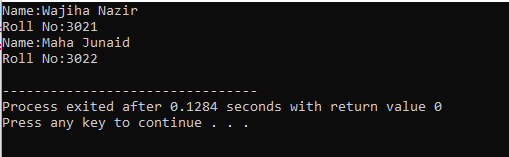 Name:Wajiha Nazir
Roll No:3021
Name:Maha Junaid
Roll No:3022
--------------------------------
Process exited after 0.1284 seconds with return value 0
Press any key to continue . . .